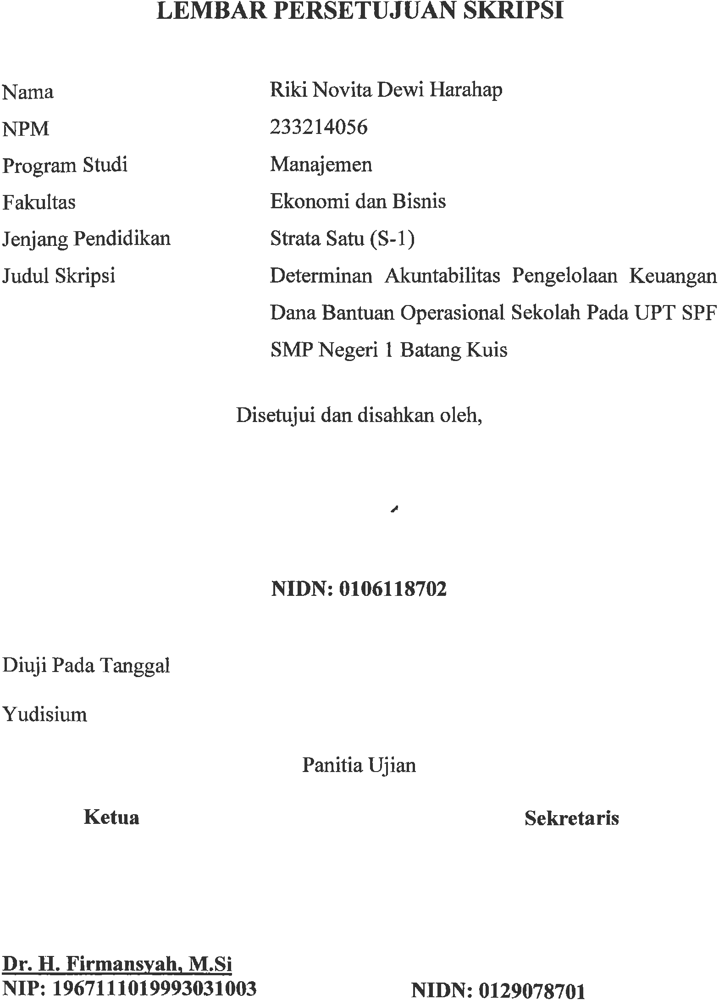 LEMBAR PERSETUJUAN SKRIPSI
Nama Riki Novita Dewi Harahap
NPM 233214056
Program Studi Manajemen
Fakultas Ekonomi dan Bisnis
Jenjang Pendidikan Strata Satu (S-1)
Judul Skripsi Determinan Akuntabilitas Pengelolaan Keuangan
Dana Bantuan Operasional Sekolah Pada UPT SPF
SMP Negeri 1 Batang Kuis
Disetujui dan disahkan oleh,
NIDN: 0106118702
Diuji Pada Tanggal
Yudisium
Panitia Ujian
Ketua Sekretaris
Dr. H. Firmansyah, M.Si
NIP: 1967111019993031003 NIDN: 0129078701